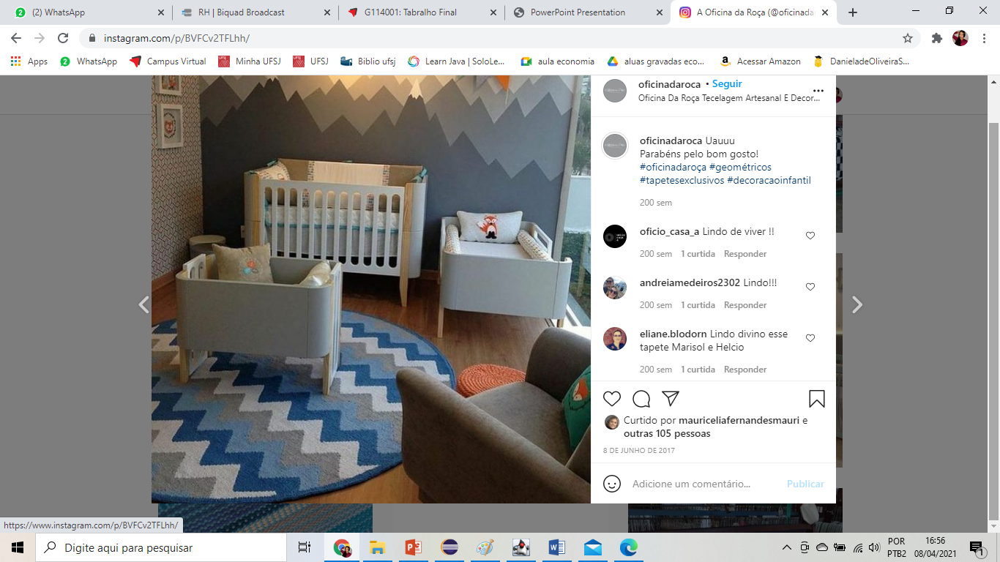 (2) WhatsApp
RH | Biquad Broadcast
G114001: Tabralho Final
PowerPoint Presentation
A Oficina da Roça (@oficinada
instagram.com/p/BVFCv2TFLhh/
Apps
WhatsApp
Campus Virtual
Minha UFSJ
UFSJ
Biblio ufsj
Learn Java | SoloLe...
aula economia
aluas gravadas eco...
Acessar Amazon
DanieladeOliveiraS...
oficinadaroca • Seguir
Oficina Da Roça Tecelagem Artesanal E Decor...
oficinadaroca Uauuu
Parabéns pelo bom gosto!
#oficinadaroça #geométricos
#tapetesexclusivos #decoracaoinfantil
200 sem
oficio_casa_a Lindo de viver !!
200 sem 1 curtida Responder
andreiamedeiros2302 Lindo!!!
200 sem 1 curtida Responder
eliane.blodorn Lindo divino esse
tapete Marisol e Helcio
200 sem 1 curtida Responder
Curtido por mauriceliafernandesmauri e
outras 105 pessoas
8 DE JUNHO DE 2017
Adicione um comentário... Publicar
https://www.instagram.com/p/BVFCv2TFLhh/
Digite aqui para pesquisar
POR
PTB2
16:56
08/04/2021
1